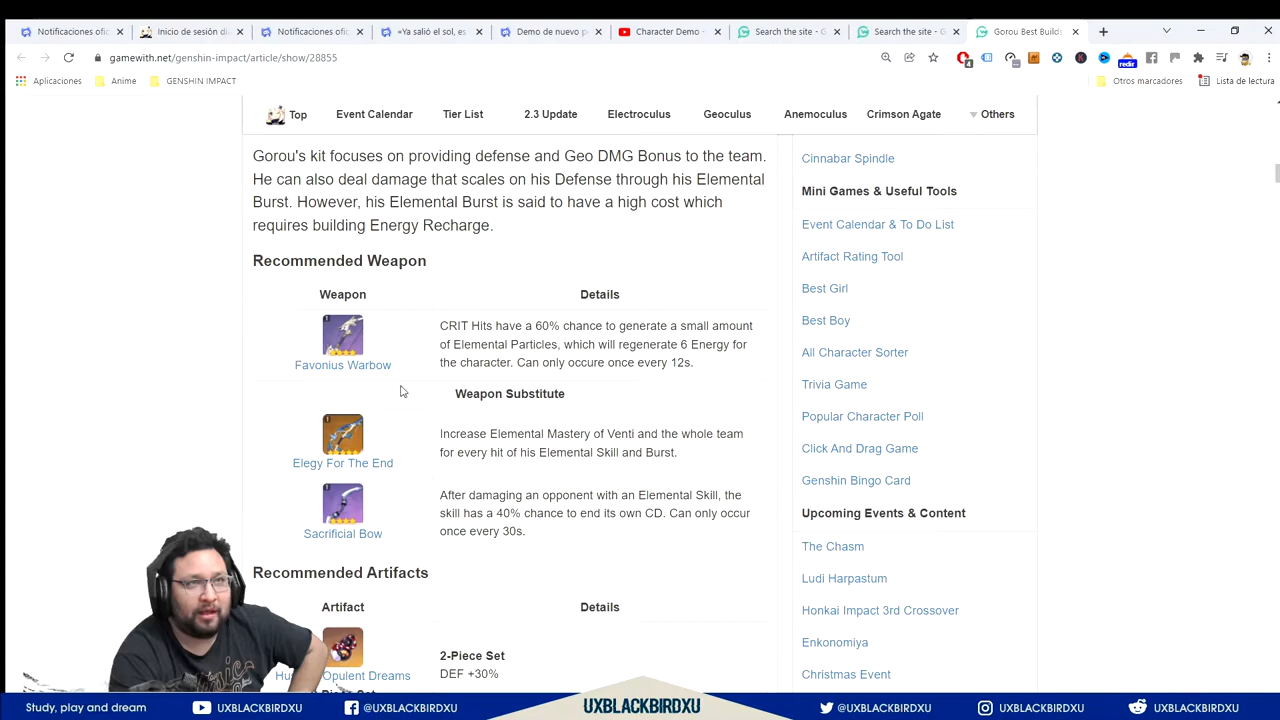 Notificaciones ofic
Inicio de sesión dia
Notificaciones ofic
«Ya salió el sol, es
Demo de nuevo p
Character Demo -
Search the site - G
Search the site - G
Gorou Best Builds
gamewith.net/genshin-impact/article/show/28855
4
redir
Aplicaciones
Anime
GENSHIN IMPACT
Otros marcadores
Lista de lectura
Top
Event Calendar
Tier List
2.3 Update
Electroculus
Geoculus
Anemoculus
Crimson Agate
Others
Gorou's kit focuses on providing defense and Geo DMG Bonus to the team.
He can also deal damage that scales on his Defense through his Elemental
Burst. However, his Elemental Burst is said to have a high cost which
requires building Energy Recharge.
Recommended Weapon
Weapon
Details
Favonius Warbow
CRIT Hits have a 60% chance to generate a small amount
of Elemental Particles, which will regenerate 6 Energy for
the character. Can only occure once every 12s.
Weapon Substitute
Elegy For The End
Increase Elemental Mastery of Venti and the whole team
for every hit of his Elemental Skill and Burst.
Sacrificial Bow
After damaging an opponent with an Elemental Skill, the
skill has a 40% chance to end its own CD. Can only occur
once every 30s.
Recommended Artifacts
Artifact
Details
Opulent Dreams
2-Piece Set
DEF +30%
Cinnabar Spindle
Mini Games & Useful Tools
Event Calendar & To Do List
Artifact Rating Tool
Best Girl
Best Boy
All Character Sorter
Trivia Game
Popular Character Poll
Click And Drag Game
Genshin Bingo Card
Upcoming Events & Content
The Chasm
Ludi Harpastum
Honkai Impact 3rd Crossover
Enkonomiya
Christmas Event
Study, play and dream
UXBLACKBIRDXU
@UXBLACKBIRDXU
UXBLACKBIRDXU
@UXBLACKBIRDXU
UXBLACKBIRDXU
UXBLACKBIRDXU